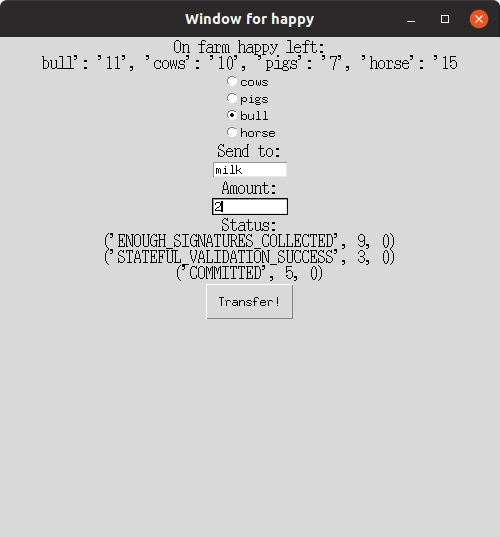 Window for happy
On farm happy left:
bull': '11', 'cows': '10', 'pigs': '7', 'horse': '15
cows
pigs
bull
horse
Send to:
milk
Amount:
2
Status:
('ENOUGH_SIGNATURES_COLLECTED', 9, 0)
('STATEFUL_VALIDATION_SUCCESS', 3, 0)
('COMMITTED', 5, 0)
Transfer!